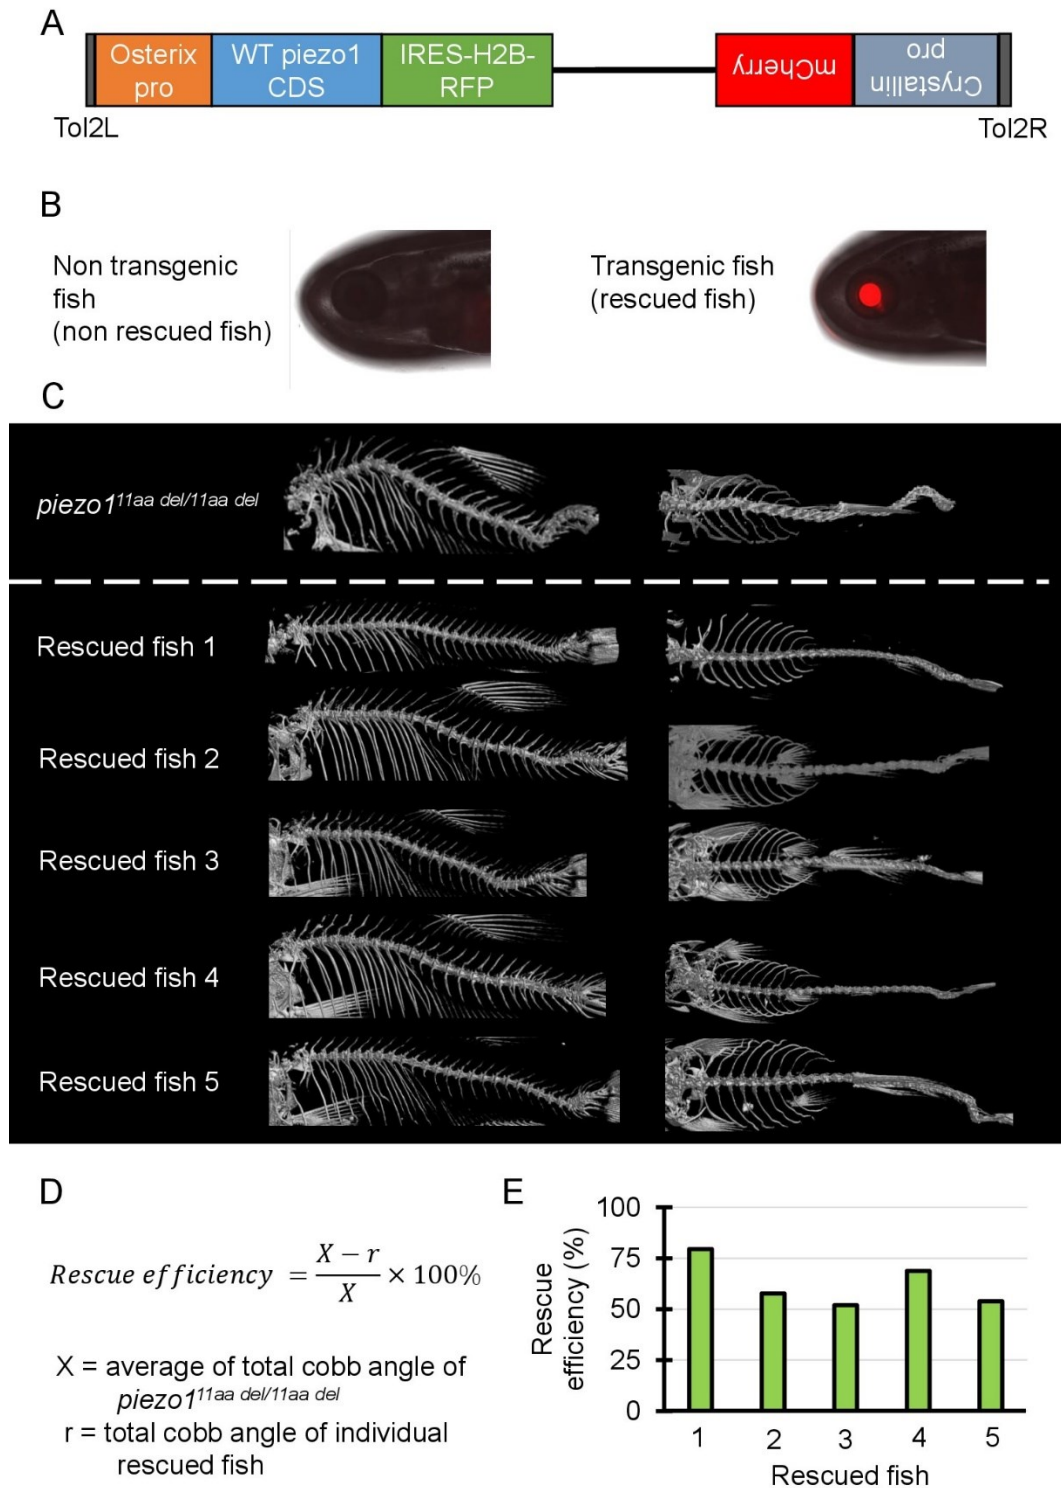 A
Osterix
pro
WT piezo1
CDS
IRES-H2B-
RFP
mCherry
Crystallin
pro
Tol2L
Tol2R
B
Non transgenic
fish
(non rescued fish)
Transgenic fish
(rescued fish)
C
piezo1 11aa del/11aa del
Rescued fish 1
Rescued fish 2
Rescued fish 3
Rescued fish 4
Rescued fish 5
D
Rescue efficiency = (X − r)/X × 100%
X = average of total cobb angle of
piezo1 11aa del/11aa del
r = total cobb angle of individual
rescued fish
E
Rescue
efficiency (%)
100
75
50
25
0
1 2 3 4 5
Rescued fish